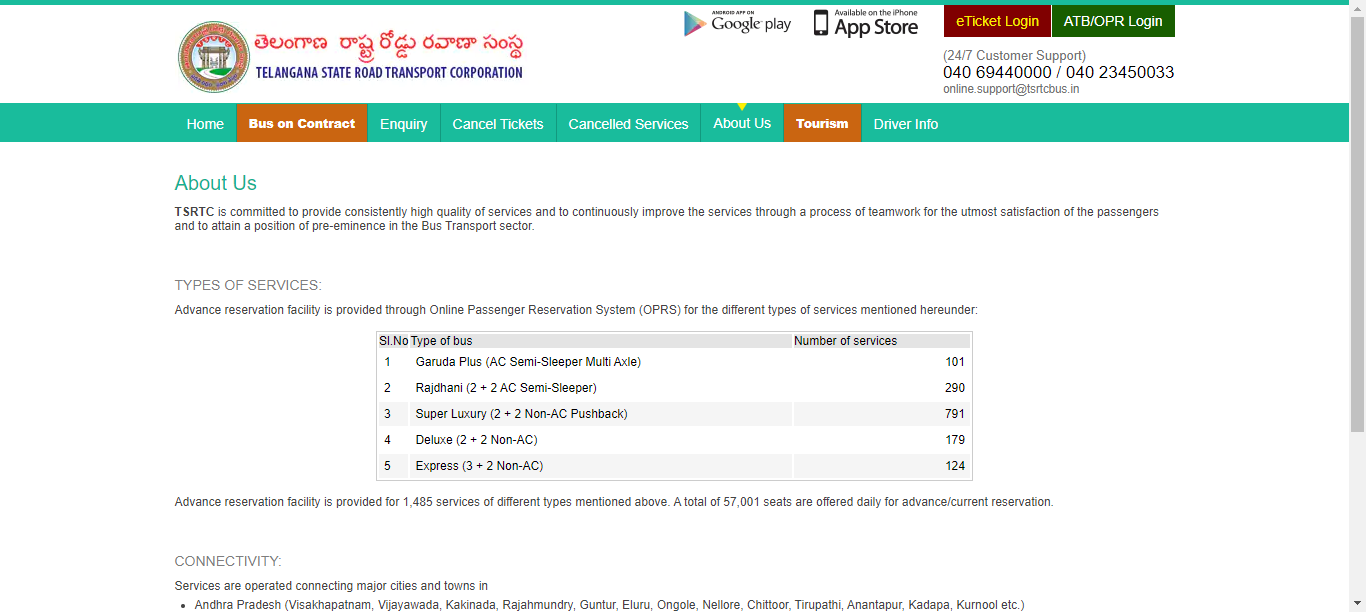 తెలంగాణ రాష్ట్ర రోడ్డు రవాణా సంస్థ
TELANGANA STATE ROAD TRANSPORT CORPORATION
ANDROID APP ON
Google play
Available on the iPhone
App Store
eTicket Login
ATB/OPR Login
(24/7 Customer Support)
040 69440000 / 040 23450033
online.support@tsrtcbus.in
Home Bus on Contract Enquiry Cancel Tickets Cancelled Services About Us Tourism Driver Info
About Us
TSRTC is committed to provide consistently high quality of services and to continuously improve the services through a process of teamwork for the utmost satisfaction of the passengers
and to attain a position of pre-eminence in the Bus Transport sector.
TYPES OF SERVICES:
Advance reservation facility is provided through Online Passenger Reservation System (OPRS) for the different types of services mentioned hereunder:
Sl.No Type of bus Number of services
1 Garuda Plus (AC Semi-Sleeper Multi Axle) 101
2 Rajdhani (2 + 2 AC Semi-Sleeper) 290
3 Super Luxury (2 + 2 Non-AC Pushback) 791
4 Deluxe (2 + 2 Non-AC) 179
5 Express (3 + 2 Non-AC) 124
Advance reservation facility is provided for 1,485 services of different types mentioned above. A total of 57,001 seats are offered daily for advance/current reservation.
CONNECTIVITY:
Services are operated connecting major cities and towns in
• Andhra Pradesh (Visakhapatnam, Vijayawada, Kakinada, Rajahmundry, Guntur, Eluru, Ongole, Nellore, Chittoor, Tirupathi, Anantapur, Kadapa, Kurnool etc.)